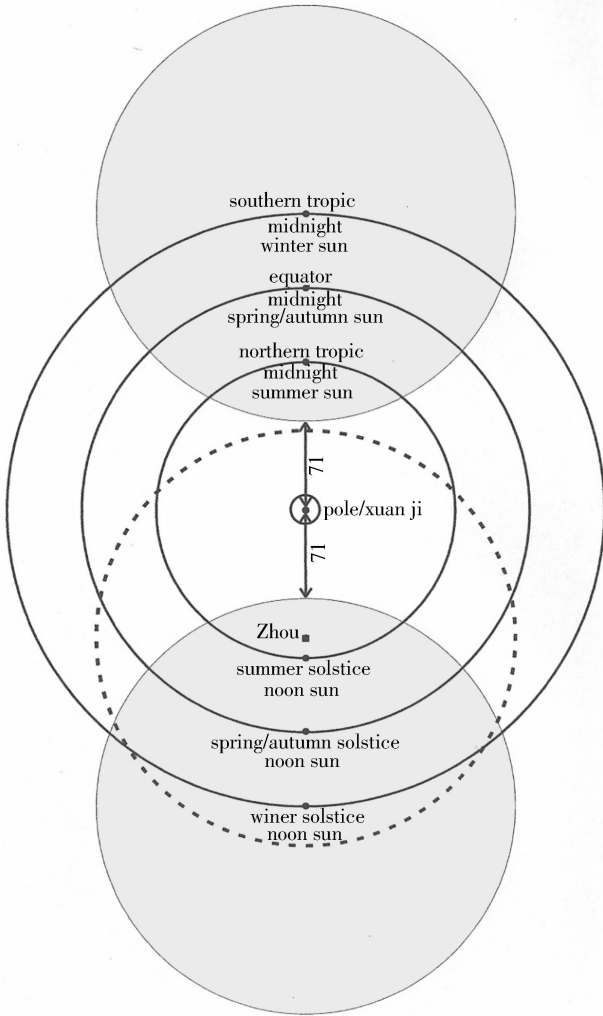 southern tropic
midnight
winter sun
equator
midnight
spring/autumn sun
northern tropic
midnight
summer sun
71
pole/xuan ji
71
Zhou
summer solstice
noon sun
spring/autumn solstice
noon sun
winer solstice
noon sun